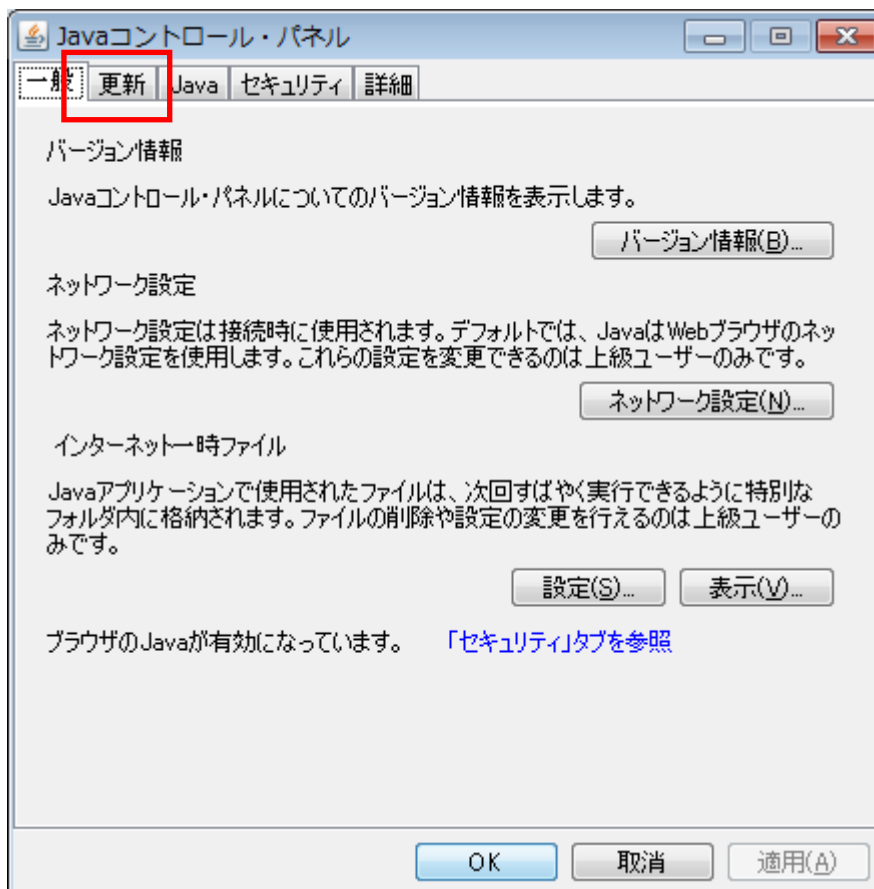 Javaコントロール・パネル
一般 更新 Java セキュリティ 詳細
バージョン情報
Javaコントロール・パネルについてのバージョン情報を表示します。
バージョン情報(B)...
ネットワーク設定
ネットワーク設定は接続時に使用されます。デフォルトでは、JavaはWebブラウザのネッ
トワーク設定を使用します。これらの設定を変更できるのは上級ユーザーのみです。
ネットワーク設定(N)...
インターネット一時ファイル
Javaアプリケーションで使用されたファイルは、次回すばやく実行できるように特別な
フォルダ内に格納されます。ファイルの削除や設定の変更を行えるのは上級ユーザーの
みです。
設定(S)... 表示(V)...
ブラウザのJavaが有効になっています。 「セキュリティ」タブを参照
OK 取消 適用(A)